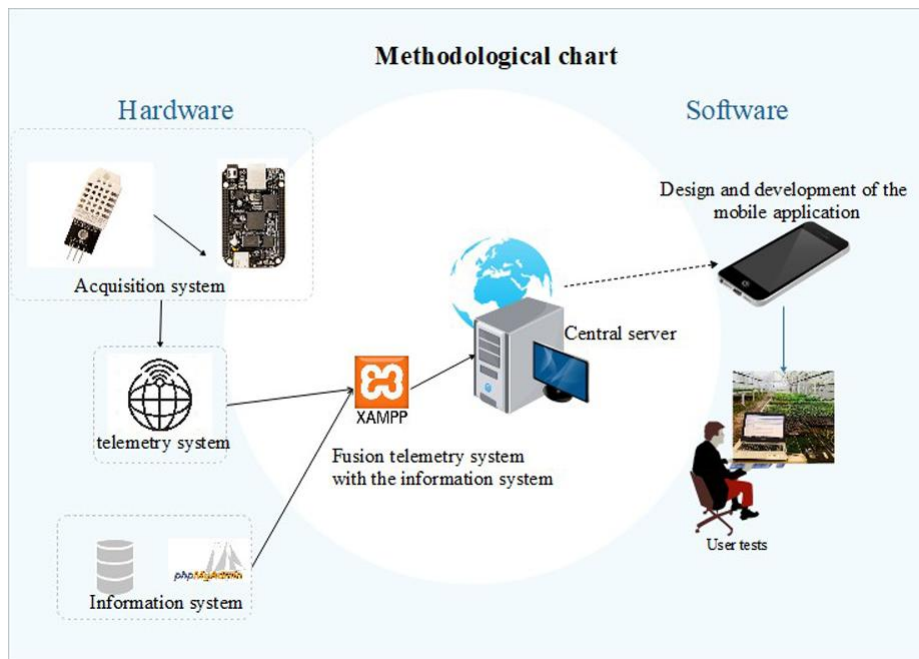 Methodological chart
Hardware
Software
Acquisition system
Design and development of the
mobile application
Central server
telemetry system
XAMPP
Fusion telemetry system
with the information system
User tests
phpMyAdmin
Information system